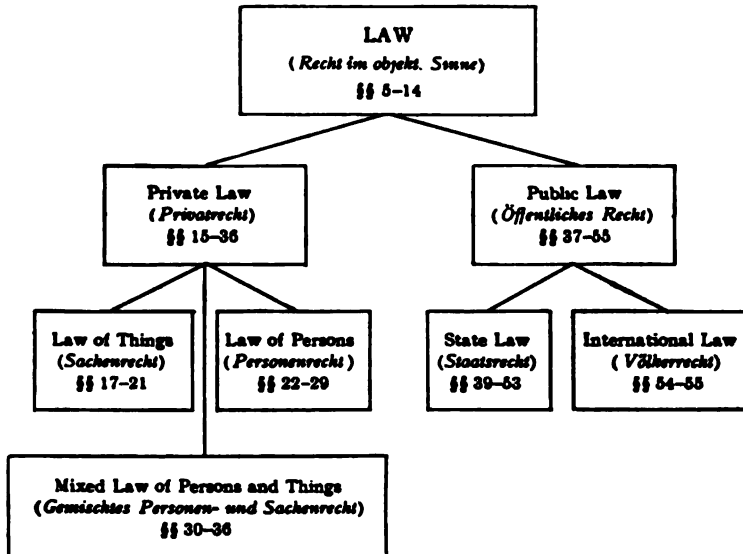 LAW
(Recht im objekt. Sinne)
§§ 5–14
Private Law
(Privatrecht)
§§ 15–36
Public Law
(Öffentliches Recht)
§§ 37–55
Law of Things
(Sachenrecht)
§§ 17–21
Law of Persons
(Personenrecht)
§§ 22–29
State Law
(Staatsrecht)
§§ 39–53
International Law
(Völkerrecht)
§§ 54–55
Mixed Law of Persons and Things
(Gemischtes Personen- und Sachenrecht)
§§ 30–36